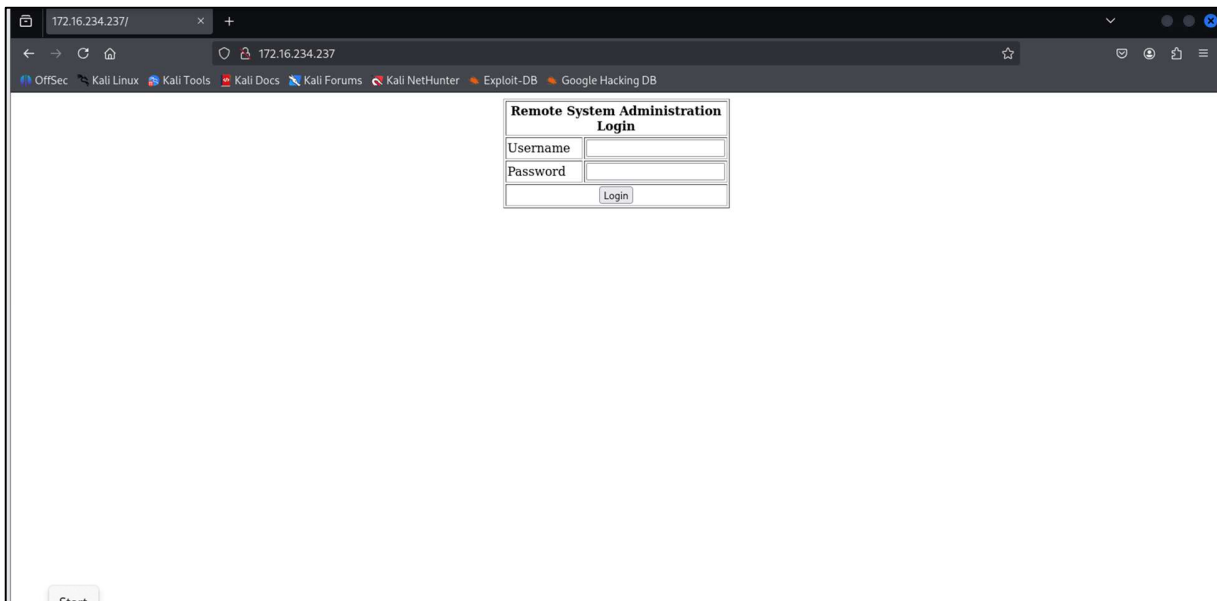 172.16.234.237/
172.16.234.237
OffSec Kali Linux Kali Tools Kali Docs Kali Forums Kali NetHunter Exploit-DB Google Hacking DB
Remote System Administration
Login
Username
Password
Login